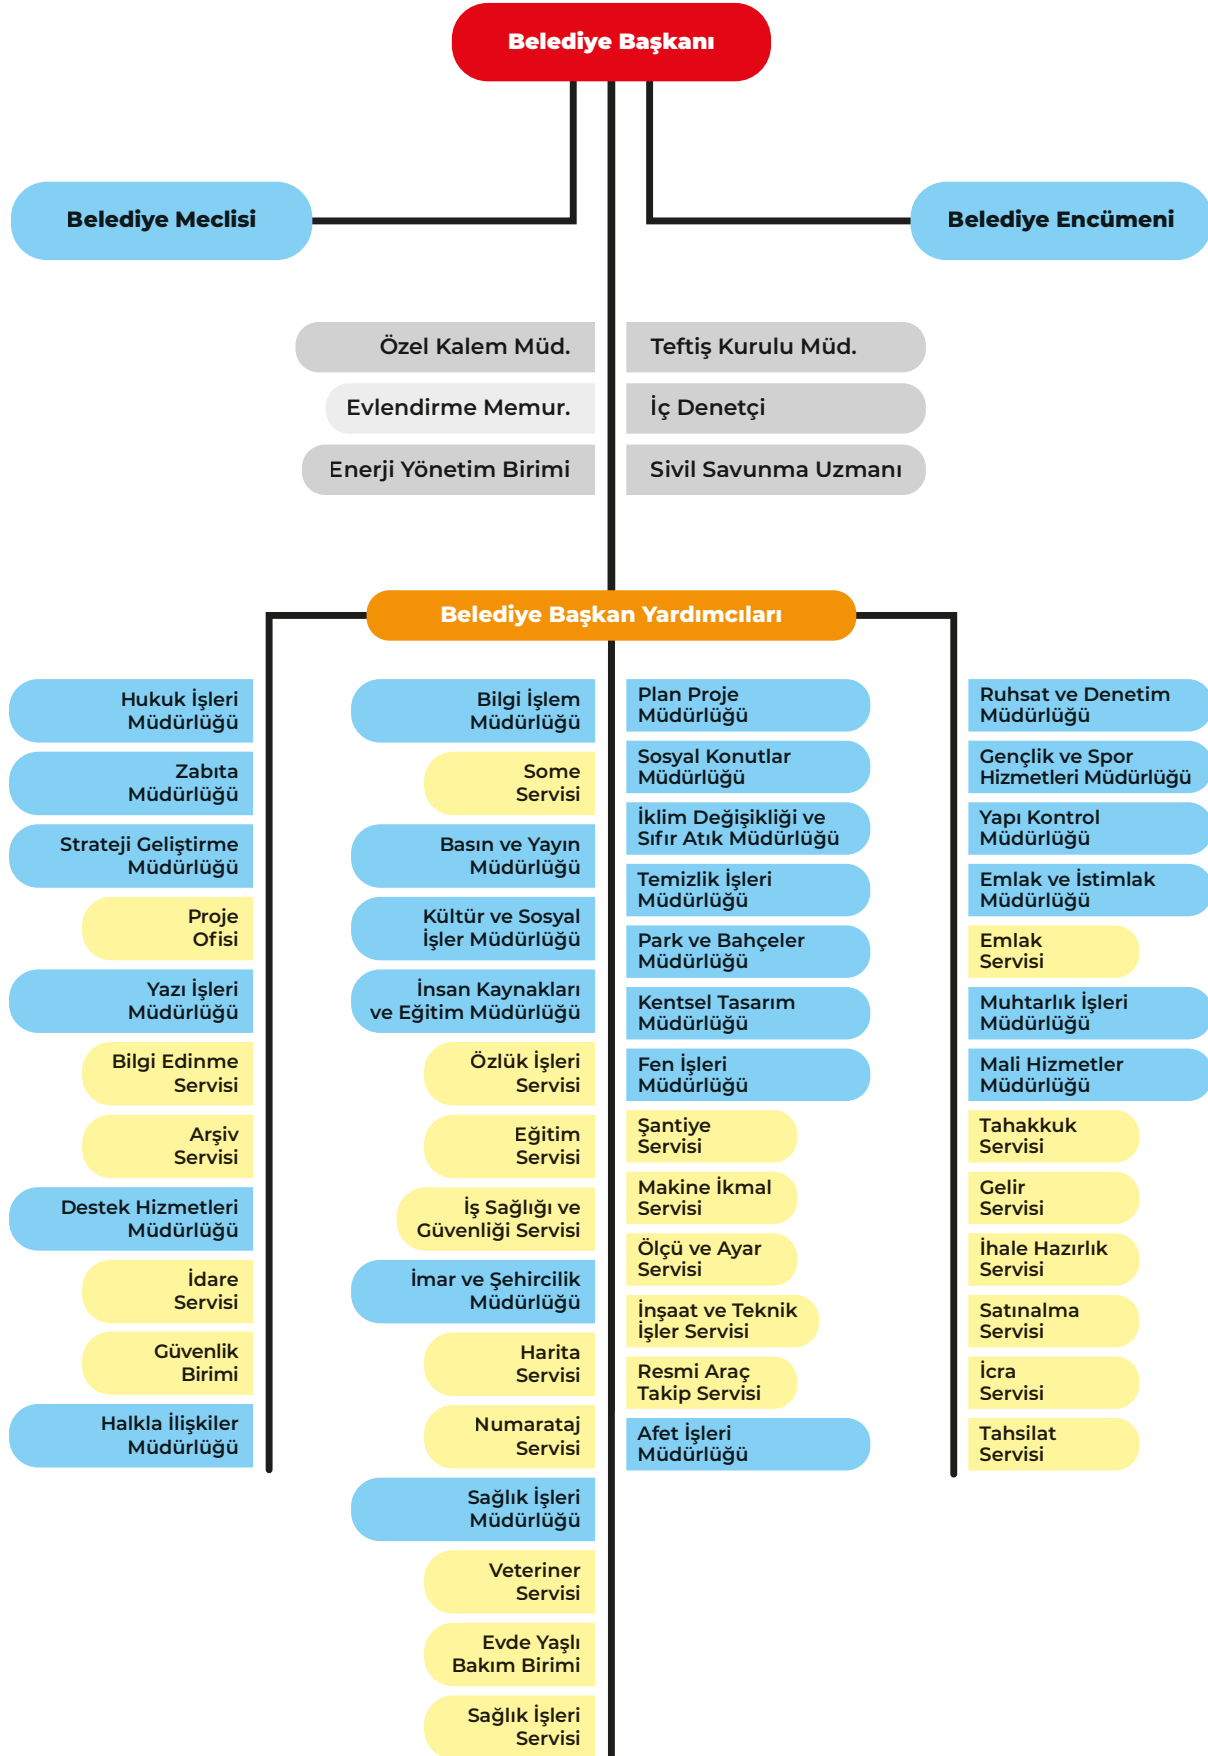 Belediye Başkanı
Belediye Meclisi
Belediye Encümeni
Özel Kalem Müd.
Teftiş Kurulu Müd.
Evlendirme Memur.
İç Denetçi
Enerji Yönetim Birimi
Sivil Savunma Uzmanı
Belediye Başkan Yardımcıları
Hukuk İşleri
Müdürlüğü
Zabıta
Müdürlüğü
Strateji Geliştirme
Müdürlüğü
Proje
Ofisi
Yazı İşleri
Müdürlüğü
Bilgi Edinme
Servisi
Arşiv
Servisi
Destek Hizmetleri
Müdürlüğü
İdare
Servisi
Güvenlik
Birimi
Halkla İlişkiler
Müdürlüğü
Bilgi İşlem
Müdürlüğü
Some
Servisi
Basın ve Yayın
Müdürlüğü
Kültür ve Sosyal
İşler Müdürlüğü
İnsan Kaynakları
ve Eğitim Müdürlüğü
Özlük İşleri
Servisi
Eğitim
Servisi
İş Sağlığı ve
Güvenliği Servisi
İmar ve Şehircilik
Müdürlüğü
Harita
Servisi
Numarataj
Servisi
Sağlık İşleri
Müdürlüğü
Veteriner
Servisi
Evde Yaşlı
Bakım Birimi
Sağlık İşleri
Servisi
Plan Proje
Müdürlüğü
Sosyal Konutlar
Müdürlüğü
İklim Değişikliği ve
Sıfır Atık Müdürlüğü
Temizlik İşleri
Müdürlüğü
Park ve Bahçeler
Müdürlüğü
Kentsel Tasarım
Müdürlüğü
Fen İşleri
Müdürlüğü
Şantiye
Servisi
Makine İkmal
Servisi
Ölçü ve Ayar
Servisi
İnşaat ve Teknik
İşler Servisi
Resmi Araç
Takip Servisi
Afet İşleri
Müdürlüğü
Ruhsat ve Denetim
Müdürlüğü
Gençlik ve Spor
Hizmetleri Müdürlüğü
Yapı Kontrol
Müdürlüğü
Emlak ve İstimlak
Müdürlüğü
Emlak
Servisi
Muhtarlık İşleri
Müdürlüğü
Mali Hizmetler
Müdürlüğü
Tahakkuk
Servisi
Gelir
Servisi
İhale Hazırlık
Servisi
Satınalma
Servisi
İcra
Servisi
Tahsilat
Servisi